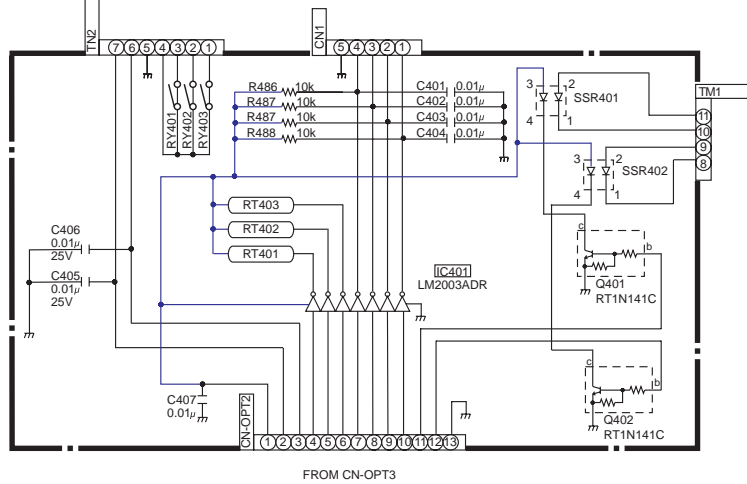 TN2
7 6 5 4 3 2 1
CN1
5 4 3 2 1
RY401
RY402
RY403
R486 10k
R487 10k
R487 10k
R488 10k
C401 0.01μ
C402 0.01μ
C403 0.01μ
C404 0.01μ
3 2
SSR401
4 1
3 2
SSR402
4 1
TM1
11
10
9
8
RT403
RT402
RT401
C406
0.01μ
25V
C405
0.01μ
25V
IC401
LM2003ADR
c
b
Q401
RT1N141C
c
b
Q402
RT1N141C
C407
0.01μ
CN-OPT2
1 2 3 4 5 6 7 8 9 10 11 12 13
FROM CN-OPT3